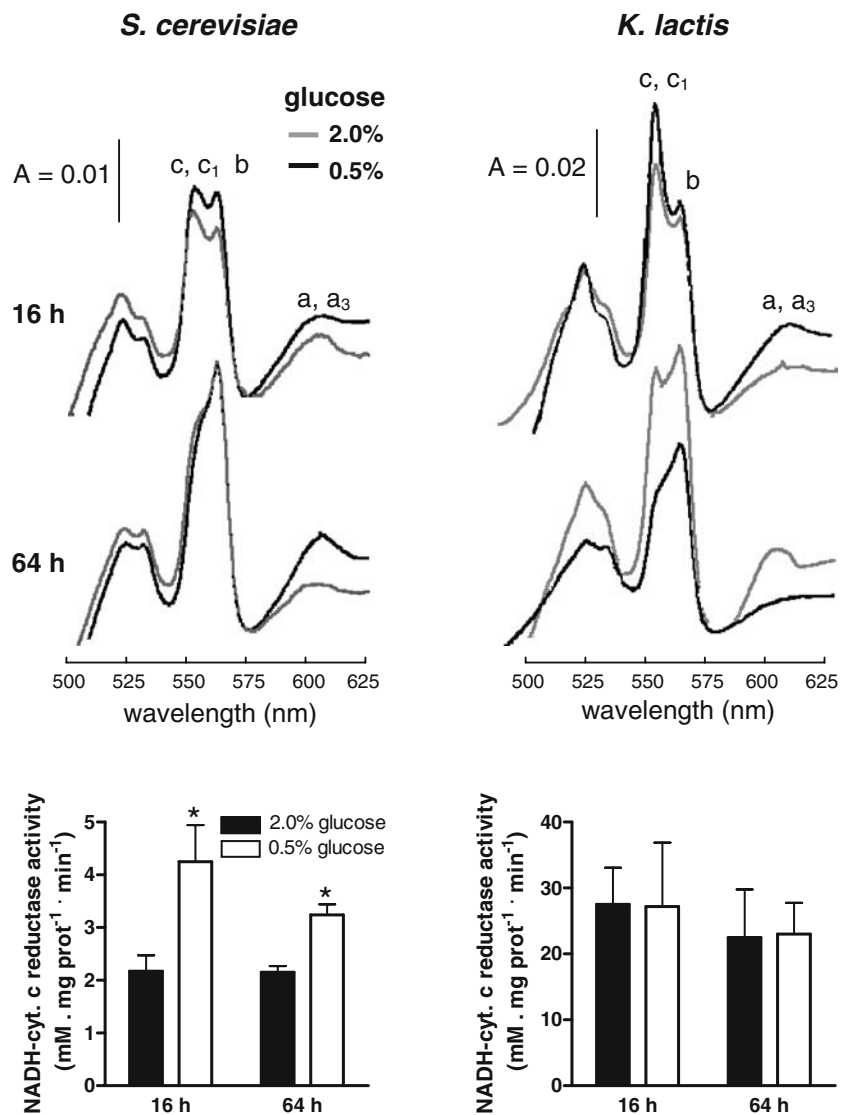 S. cerevisiae
K. lactis
glucose
2.0%
0.5%
A = 0.01
c, c₁ b
16 h
a, a₃
64 h
500 525 550 575 600 625
wavelength (nm)
c, c₁
A = 0.02
b
a, a₃
500 525 550 575 600 625
wavelength (nm)
NADH-cyt. c reductase activity
(mM . mg prot⁻¹ · min⁻¹)
5
4
3
2
1
0
*
*
2.0% glucose
0.5% glucose
16 h 64 h
NADH-cyt. c reductase activity
(mM . mg prot⁻¹ · min⁻¹)
40
30
20
10
0
16 h 64 h